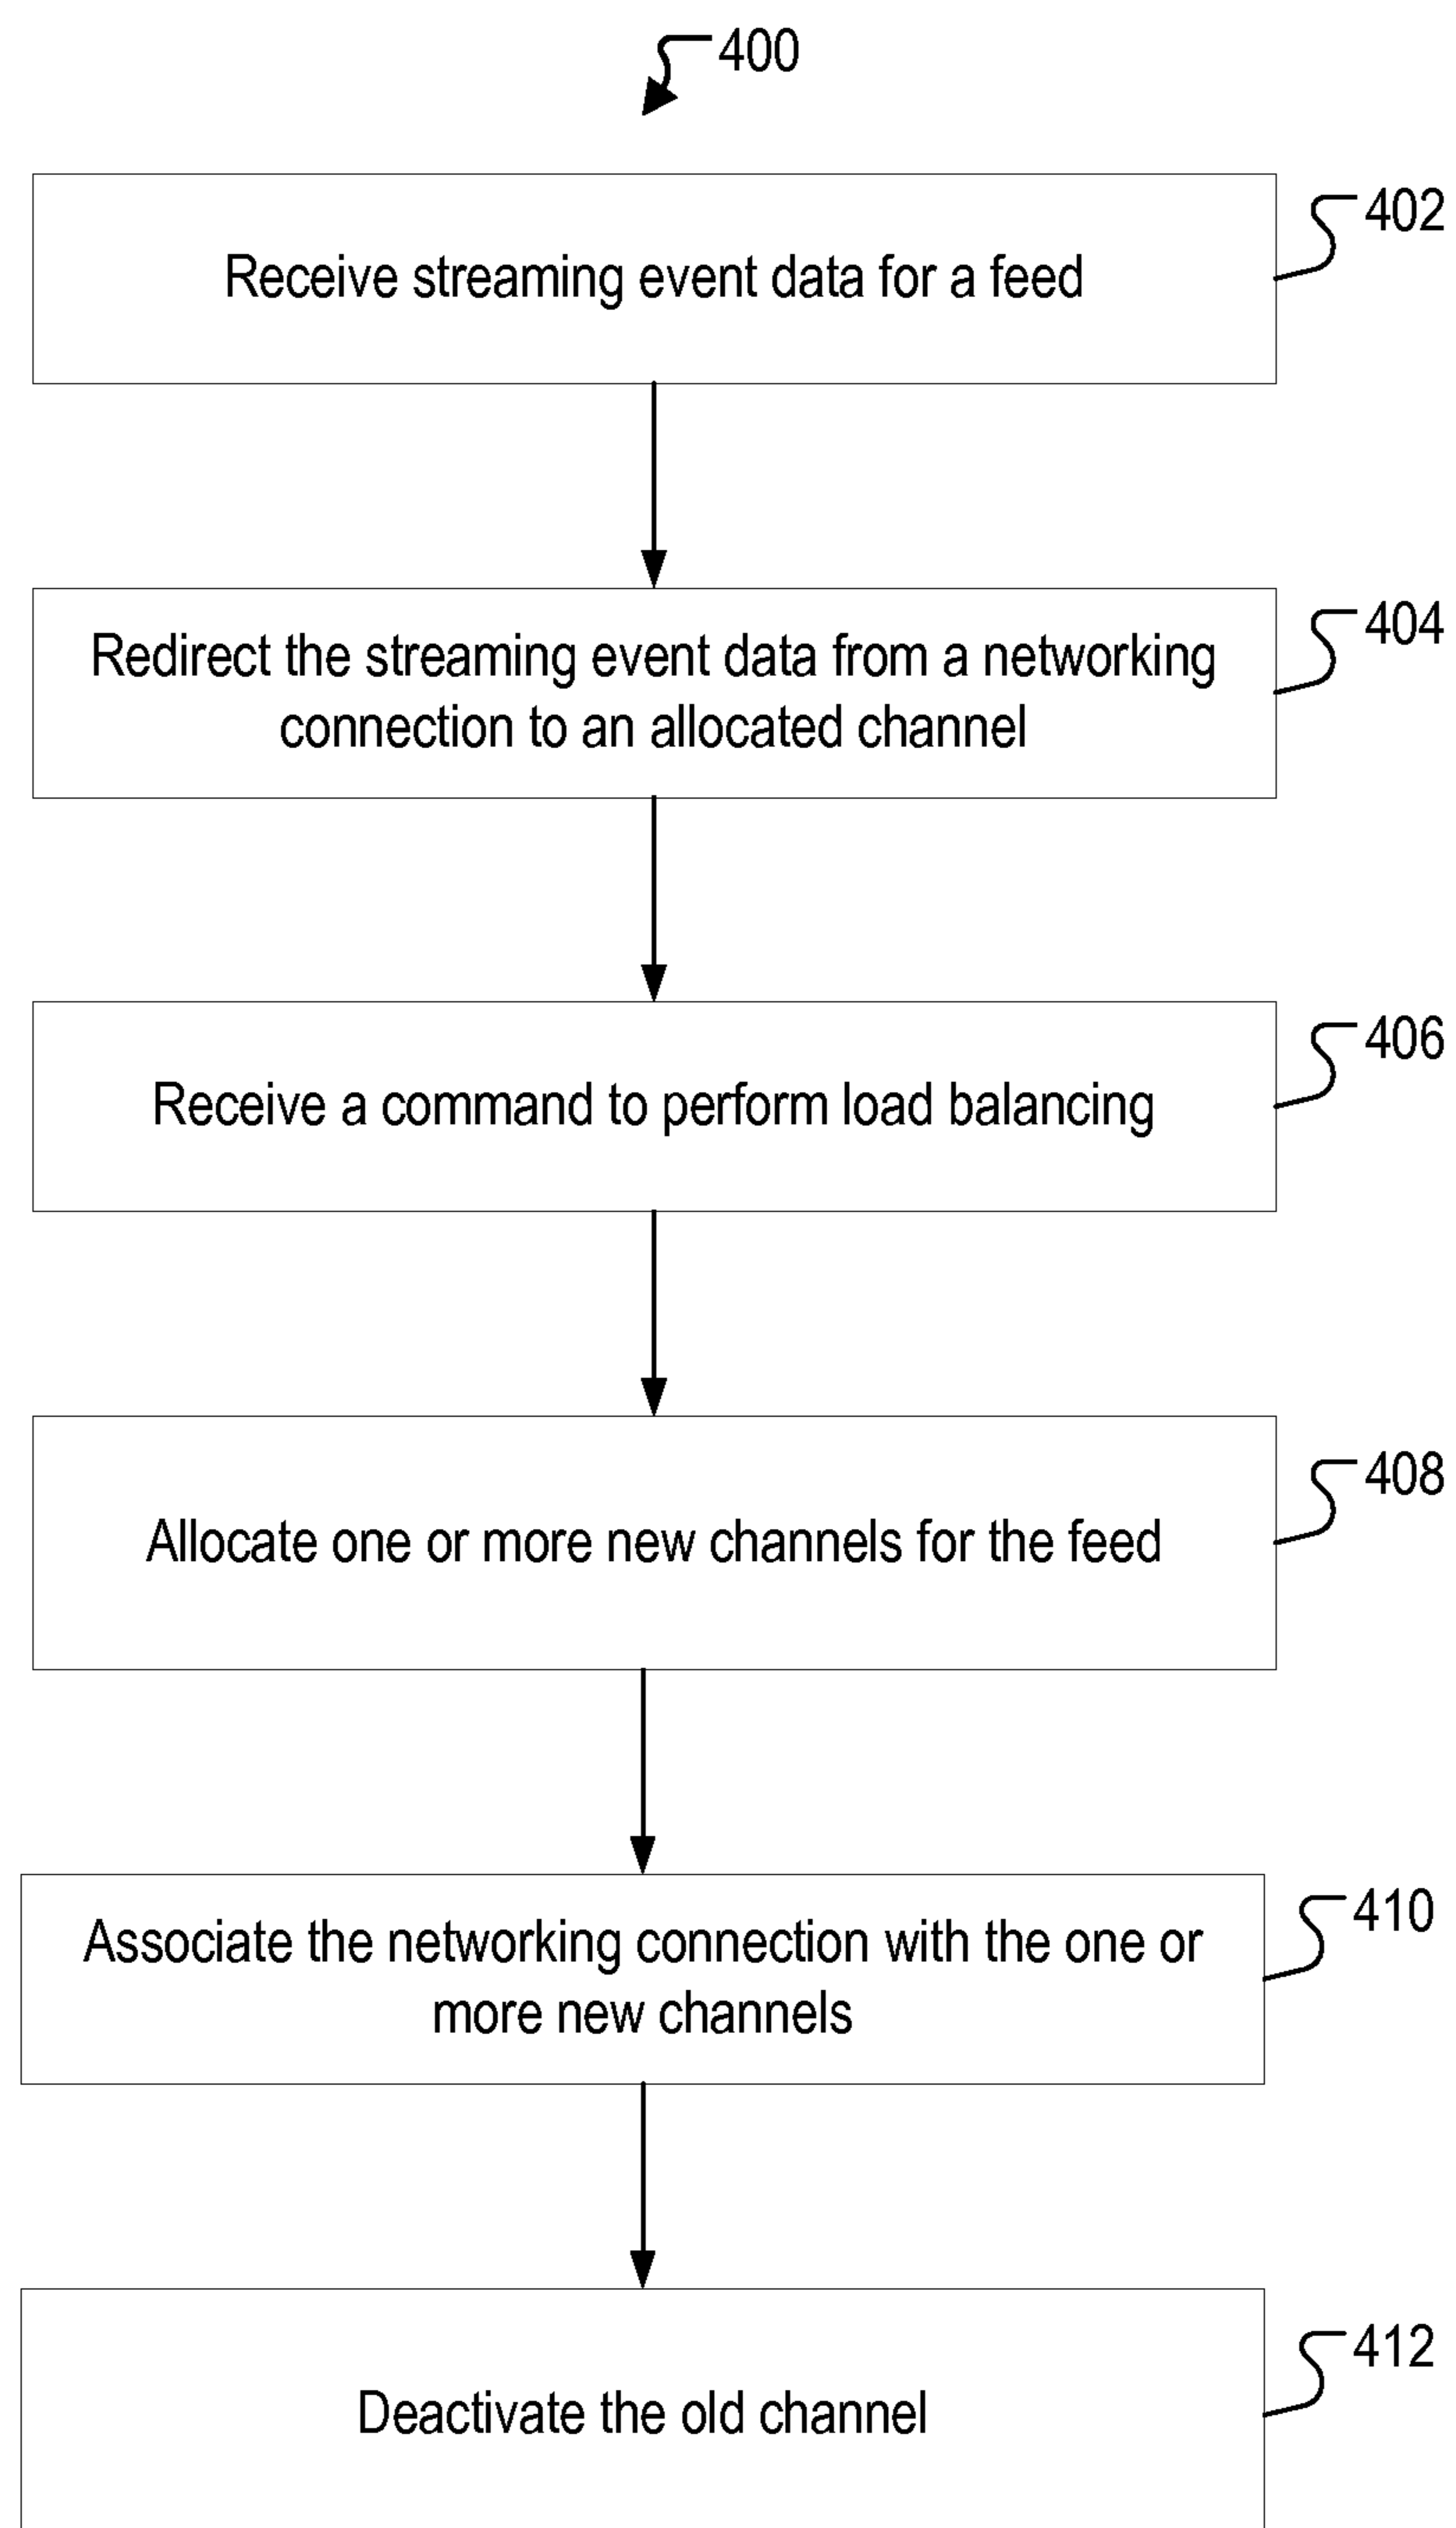 400
Receive streaming event data for a feed
402
Redirect the streaming event data from a networking
connection to an allocated channel
404
Receive a command to perform load balancing
406
Allocate one or more new channels for the feed
408
Associate the networking connection with the one or
more new channels
410
Deactivate the old channel
412